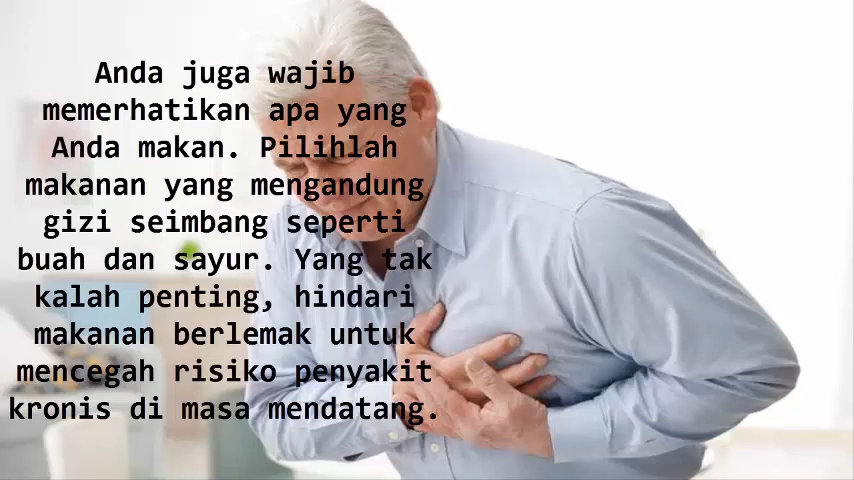 Anda juga wajib
memerhatikan apa yang
Anda makan. Pilihlah
makanan yang mengandung
gizi seimbang seperti
buah dan sayur. Yang tak
kalah penting, hindari
makanan berlemak untuk
mencegah risiko penyakit
kronis di masa mendatang.